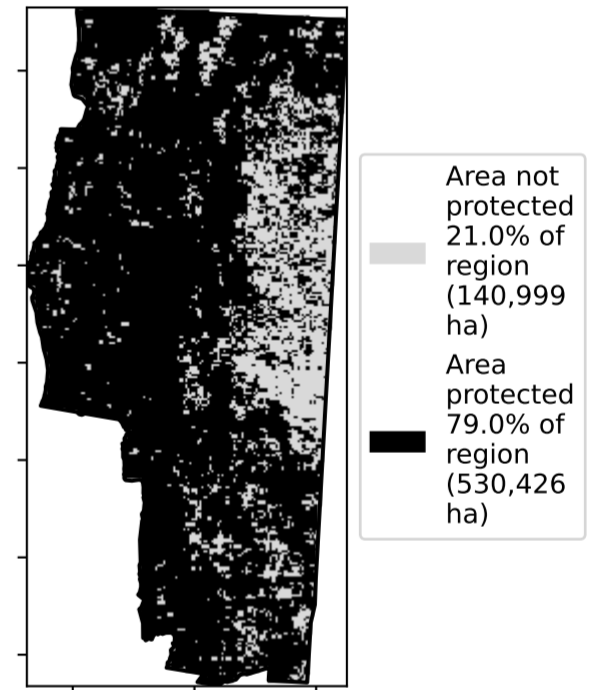 Area not
protected
21.0% of
region
(140,999
ha)
Area
protected
79.0% of
region
(530,426
ha)